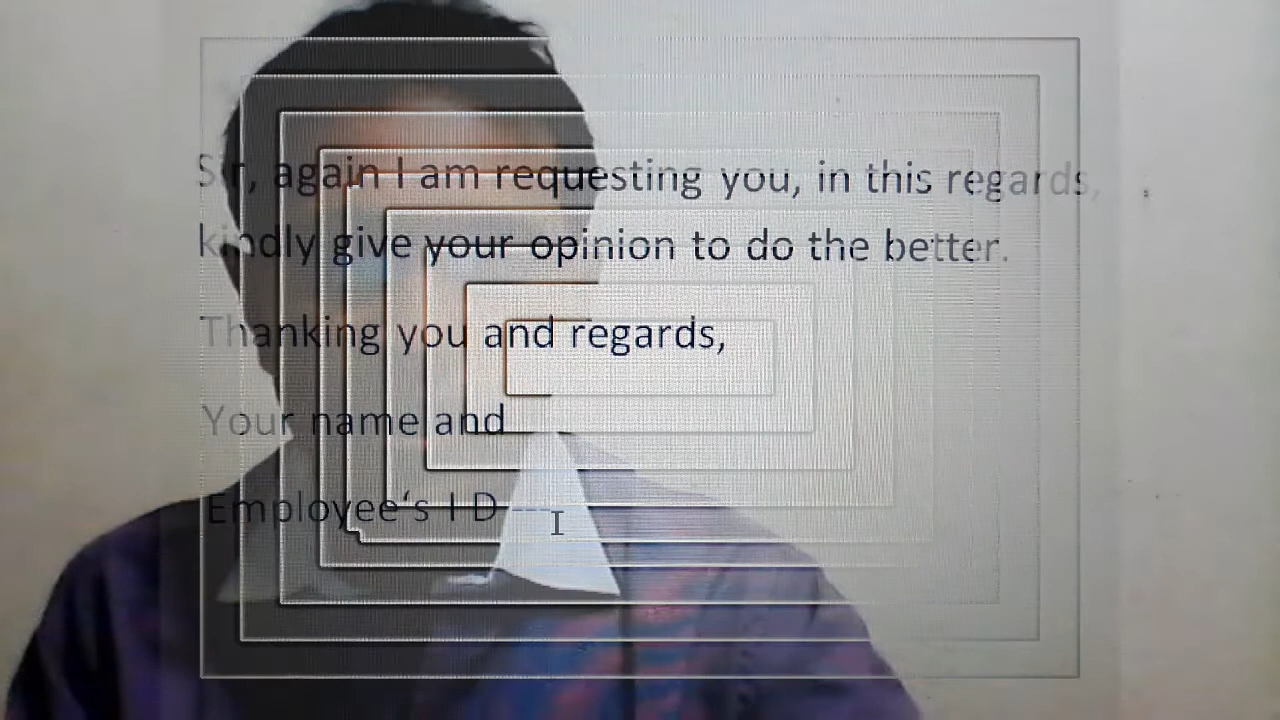 Sir, again I am requesting you, in this regards,
kindly give your opinion to do the better.
Thanking you and regards,
Your name and
Employee's I D ----